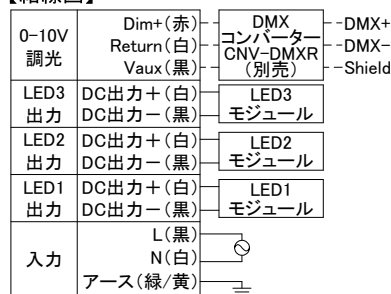 【結線図】
0-10V
調光
Dim+(赤)
Return(白)
Vaux(黒)
DMX
コンバーター
CNV-DMXR
(別売)
DMX+
DMX-
Shield
LED3
出力
DC出力+(白)
DC出力-(黒)
LED3
モジュール
LED2
出力
DC出力+(白)
DC出力-(黒)
LED2
モジュール
LED1
出力
DC出力+(白)
DC出力-(黒)
LED1
モジュール
入力
L(黒)
N(白)
アース(緑/黄)